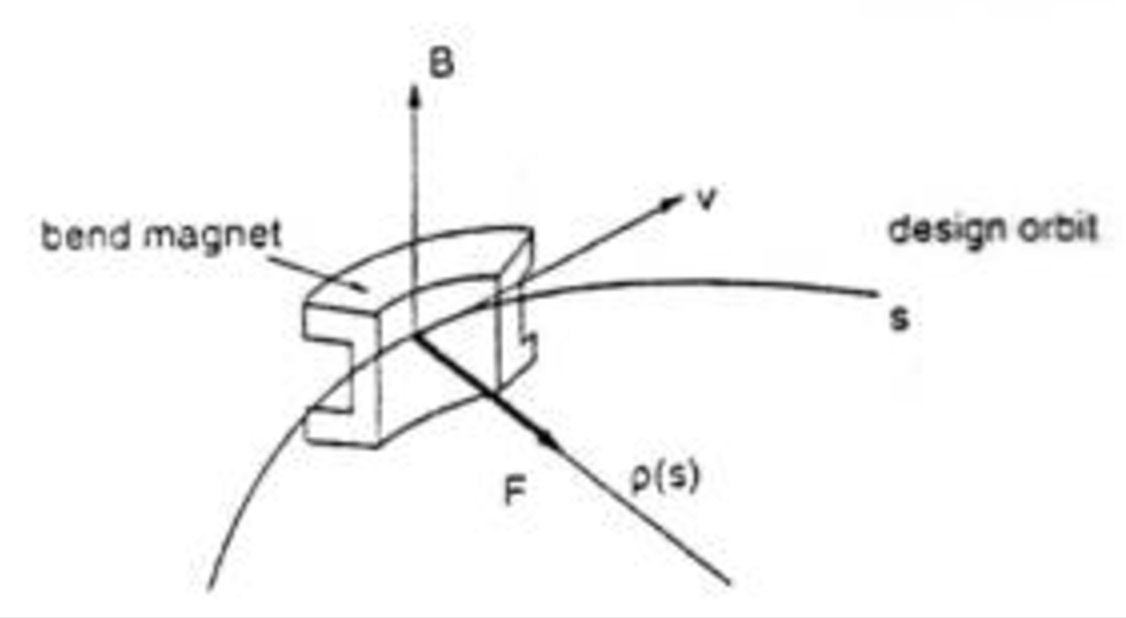 B
v
bend magnet
design orbit
s
F
ρ(s)